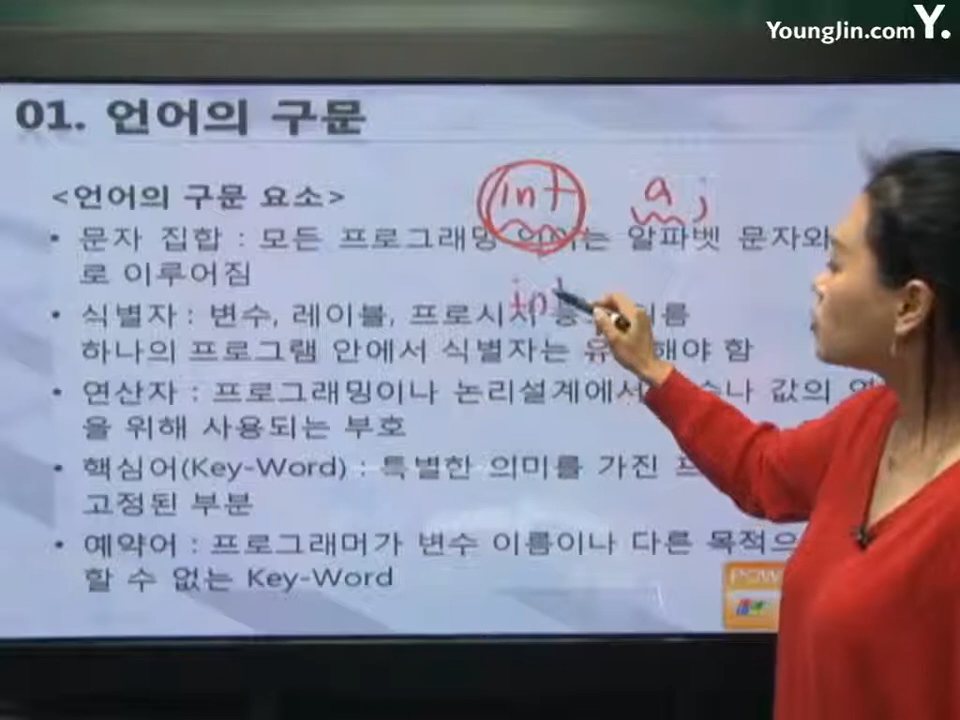 YoungJin.com Y.
01. 언어의 구문
<언어의 구문 요소>
int a;
• 문자 집합 : 모든 프로그래밍 언어는 알파벳 문자와
로 이루어짐
int
• 식별자 : 변수, 레이블, 프로시저 이름
하나의 프로그램 안에서 식별자는 해야 함
• 연산자 : 프로그래밍이나 논리설계에서 값의
을 위해 사용되는 부호
• 핵심어(Key-Word) : 특별한 의미를 가진
고정된 부분
• 예약어 : 프로그래머가 변수 이름이나 다른 목적으
할 수 없는 Key-Word